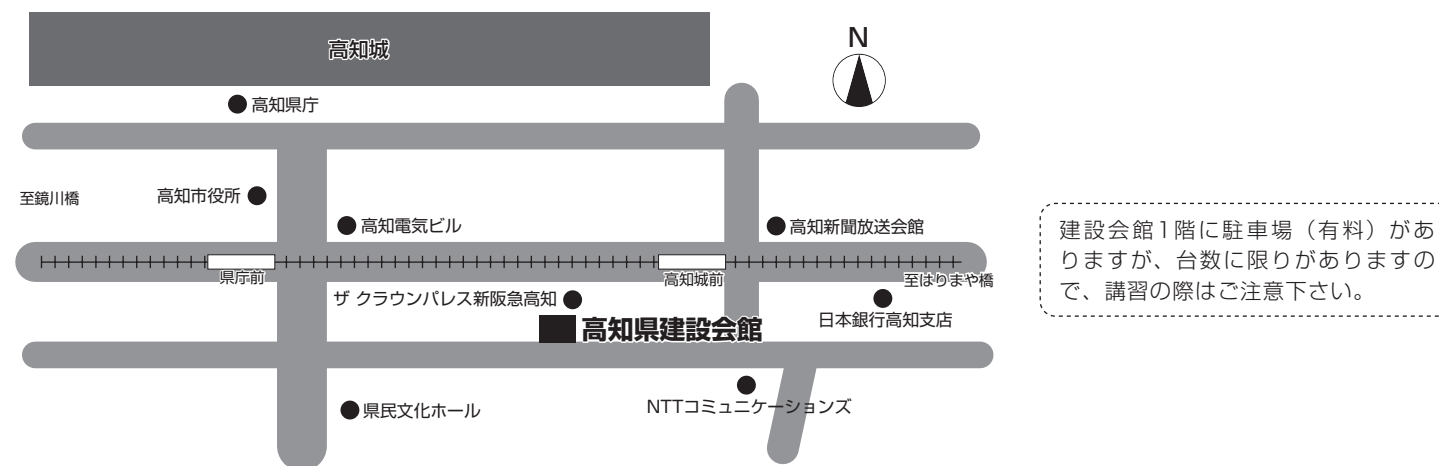 高知城
N
高知県庁
至鏡川橋
高知市役所
高知電気ビル
高知新聞放送会館
県庁前
高知城前
至はりまや橋
ザ クラウンパレス新阪急高知
日本銀行高知支店
高知県建設会館
県民文化ホール
NTTコミュニケーションズ
建設会館1階に駐車場（有料）があ
りますが、台数に限りがありますの
で、講習の際はご注意下さい。